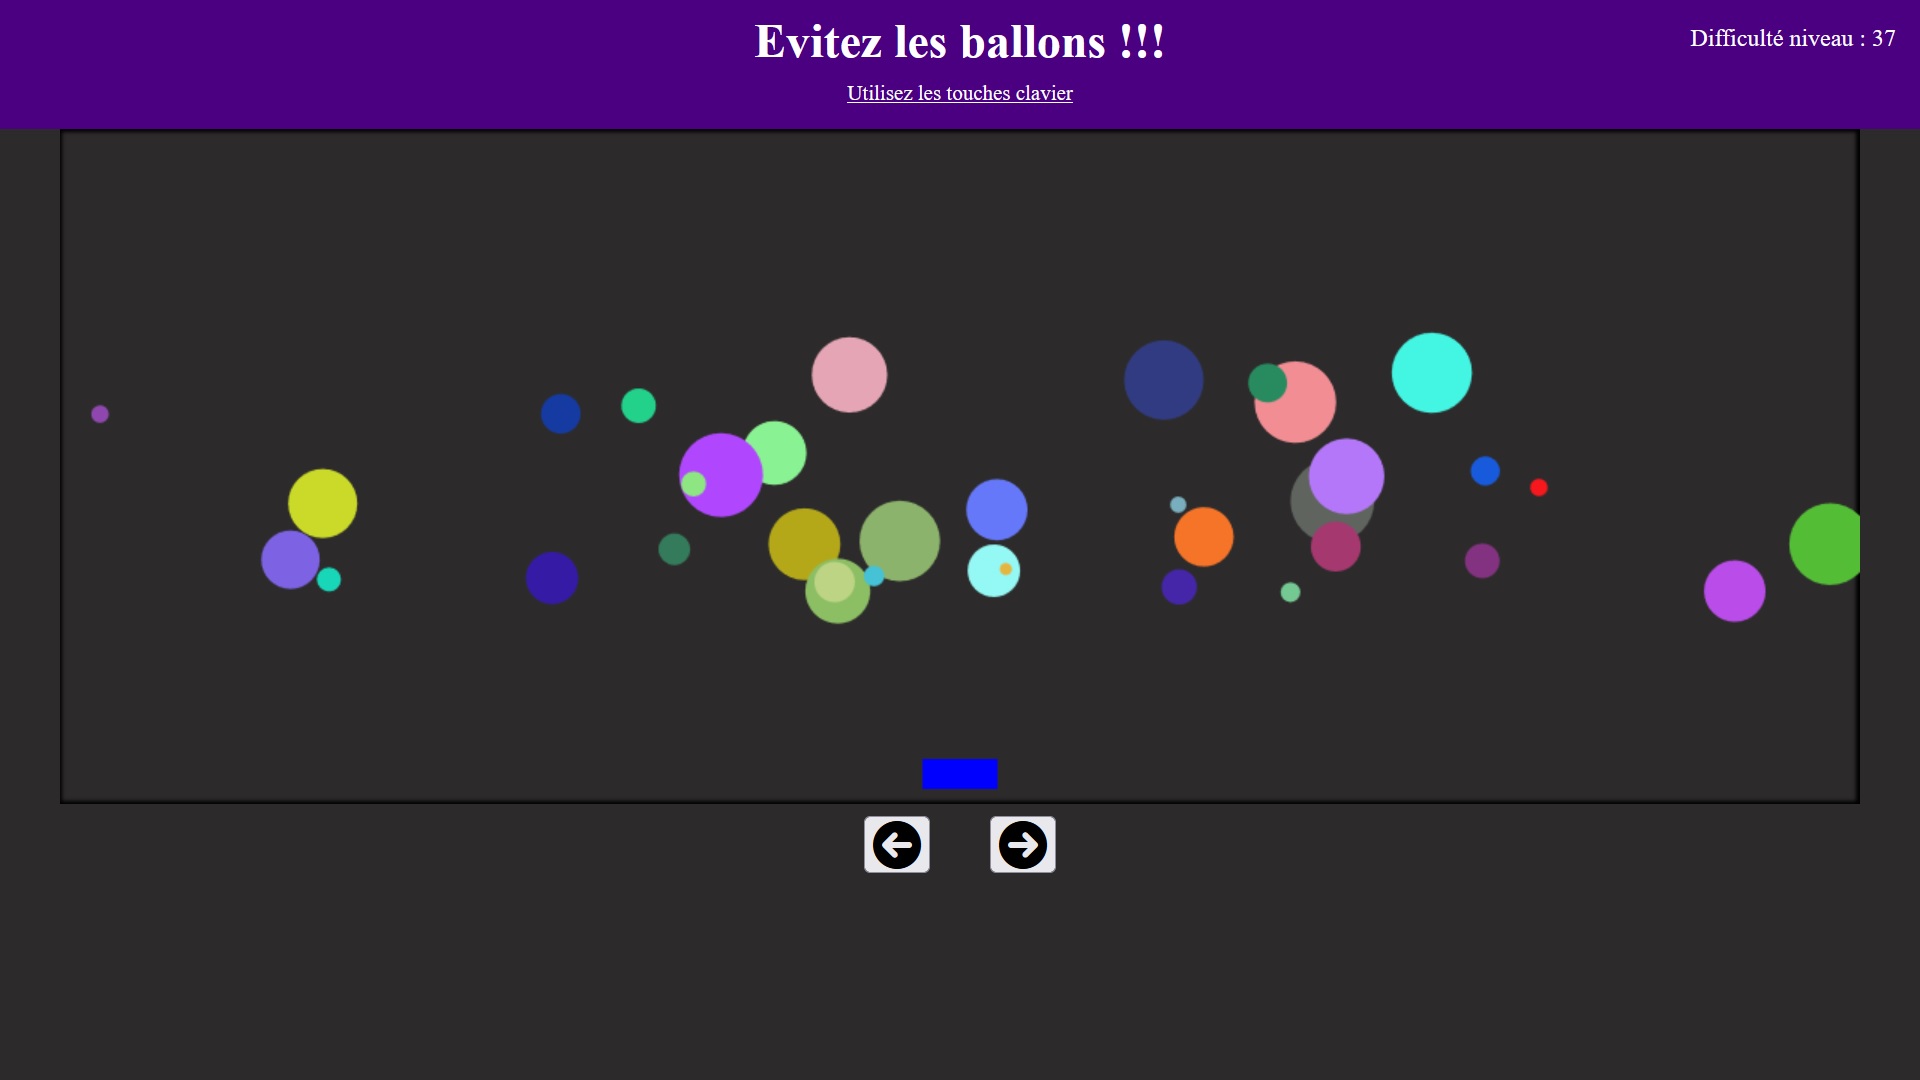 Evitez les ballons !!!
Difficulté niveau : 37
Utilisez les touches clavier